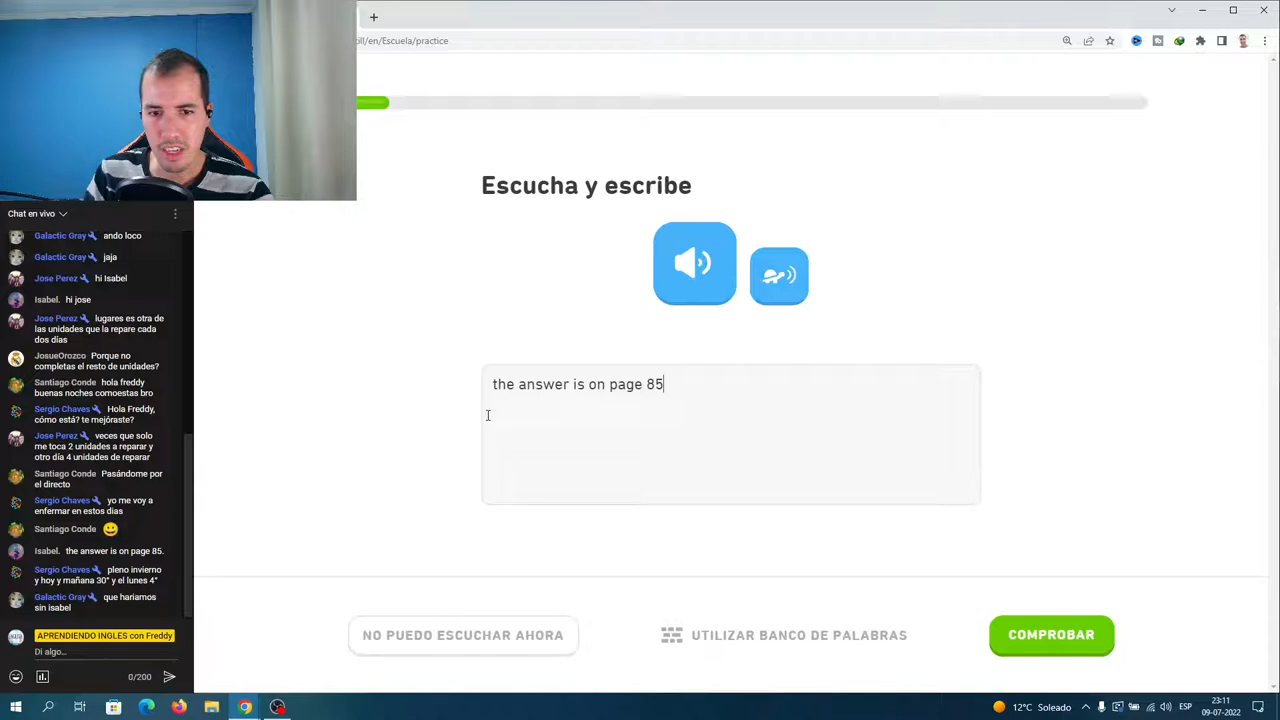 ill/en/Escuela/practice
Escucha y escribe
the answer is on page 85
NO PUEDO ESCUCHAR AHORA
UTILIZAR BANCO DE PALABRAS
COMPROBAR
Chat en vivo
Galactic Gray ando loco
Galactic Gray jaja
Jose Perez hi Isabel
Isabel. hi jose
Jose Perez lugares es otra de
las unidades que la repare cada
dos días
JosueOrozco Porque no
completas el resto de unidades?
Santiago Conde hola freddy
buenas noches comoestas bro
Sergio Chaves Hola Freddy,
cómo está? te mejóraste?
Jose Perez veces que solo
me toca 2 unidades a reparar y
otro día 4 unidades de reparar
Santiago Conde Pasándome por
el directo
Sergio Chaves yo me voy a
enfermar en estos dias
Santiago Conde 😀
Isabel. the answer is on page 85.
Sergio Chaves pleno invierno
y hoy y mañana 30° y el lunes 4°
Galactic Gray que hariamos
sin isabel
APRENDIENDO INGLES con Freddy
Di algo...
0/200
12°C Soleado
ESP
23:11
09-07-2022